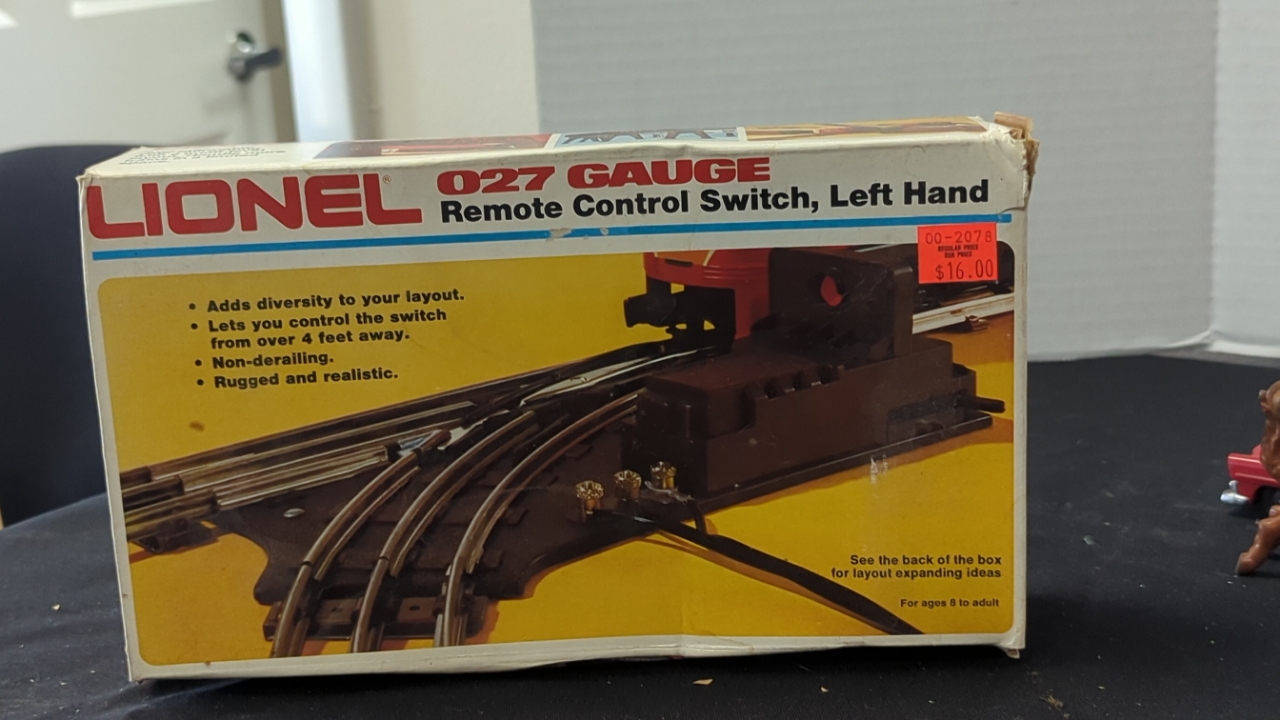 LIONEL®
027 GAUGE
Remote Control Switch, Left Hand
00-2078
REGULAR PRICE
OUR PRICE
$16.00
• Adds diversity to your layout.
• Lets you control the switch
from over 4 feet away.
• Non-derailing.
• Rugged and realistic.
See the back of the box
for layout expanding ideas
For ages 8 to adult